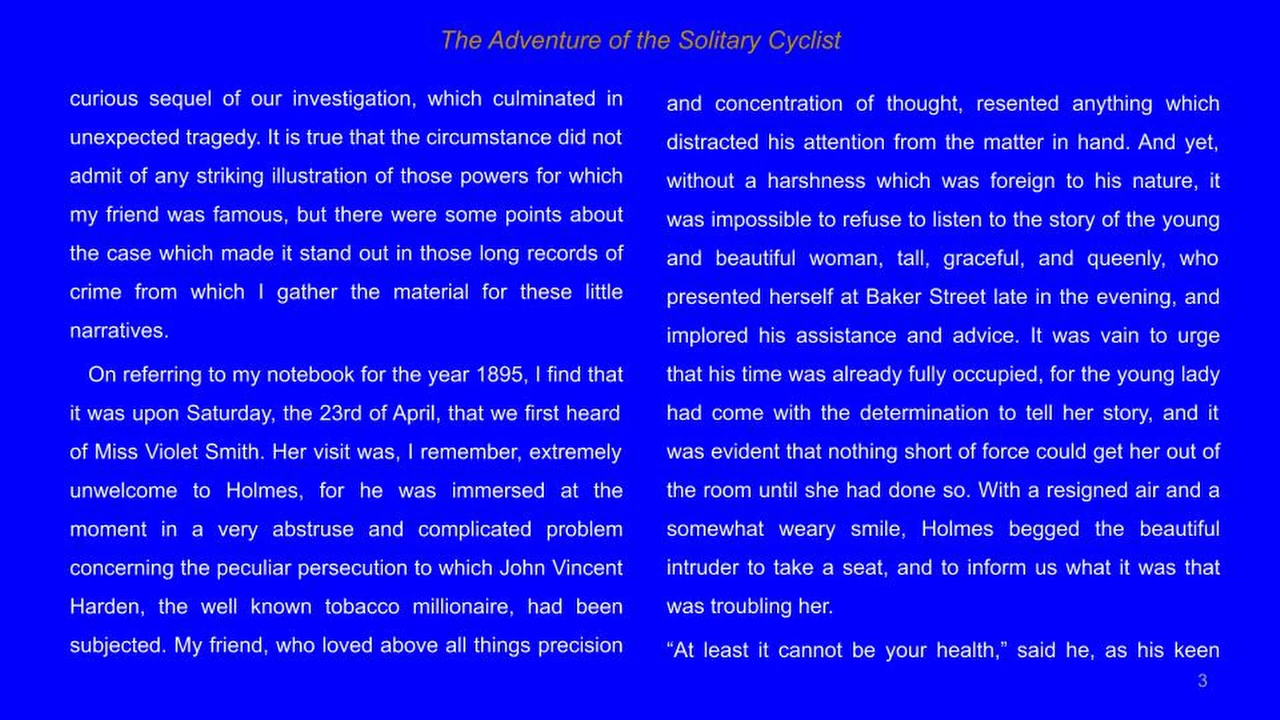 The Adventure of the Solitary Cyclist
curious sequel of our investigation, which culminated in
unexpected tragedy. It is true that the circumstance did not
admit of any striking illustration of those powers for which
my friend was famous, but there were some points about
the case which made it stand out in those long records of
crime from which I gather the material for these little
narratives.
On referring to my notebook for the year 1895, I find that
it was upon Saturday, the 23rd of April, that we first heard
of Miss Violet Smith. Her visit was, I remember, extremely
unwelcome to Holmes, for he was immersed at the
moment in a very abstruse and complicated problem
concerning the peculiar persecution to which John Vincent
Harden, the well known tobacco millionaire, had been
subjected. My friend, who loved above all things precision
and concentration of thought, resented anything which
distracted his attention from the matter in hand. And yet,
without a harshness which was foreign to his nature, it
was impossible to refuse to listen to the story of the young
and beautiful woman, tall, graceful, and queenly, who
presented herself at Baker Street late in the evening, and
implored his assistance and advice. It was vain to urge
that his time was already fully occupied, for the young lady
had come with the determination to tell her story, and it
was evident that nothing short of force could get her out of
the room until she had done so. With a resigned air and a
somewhat weary smile, Holmes begged the beautiful
intruder to take a seat, and to inform us what it was that
was troubling her.
“At least it cannot be your health,” said he, as his keen
3